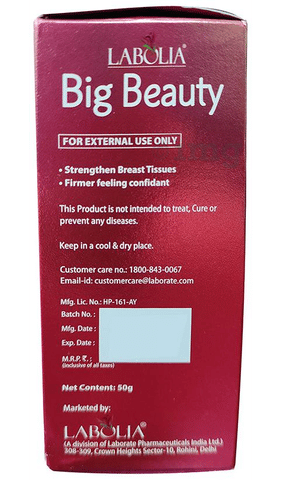 LABOLIA
Big Beauty
FOR EXTERNAL USE ONLY
• Strengthen Breast Tissues
• Firmer feeling confidant
This Product is not intended to treat, Cure or
prevent any diseases.
Keep in a cool & dry place.
Customer care no.: 1800-843-0067
Email-id: customercare@laborate.com
Mfg. Lic. No.: HP-161-AY
Batch No. :
Mfg. Date :
Exp. Date :
M.R.P. ₹. :
(inclusive of all taxes)
Net Content: 50g
Marketed by:
LABOLIA
(A division of Laborate Pharmaceuticals India Ltd.)
308-309, Crown Heights Sector-10, Rohini, Delhi